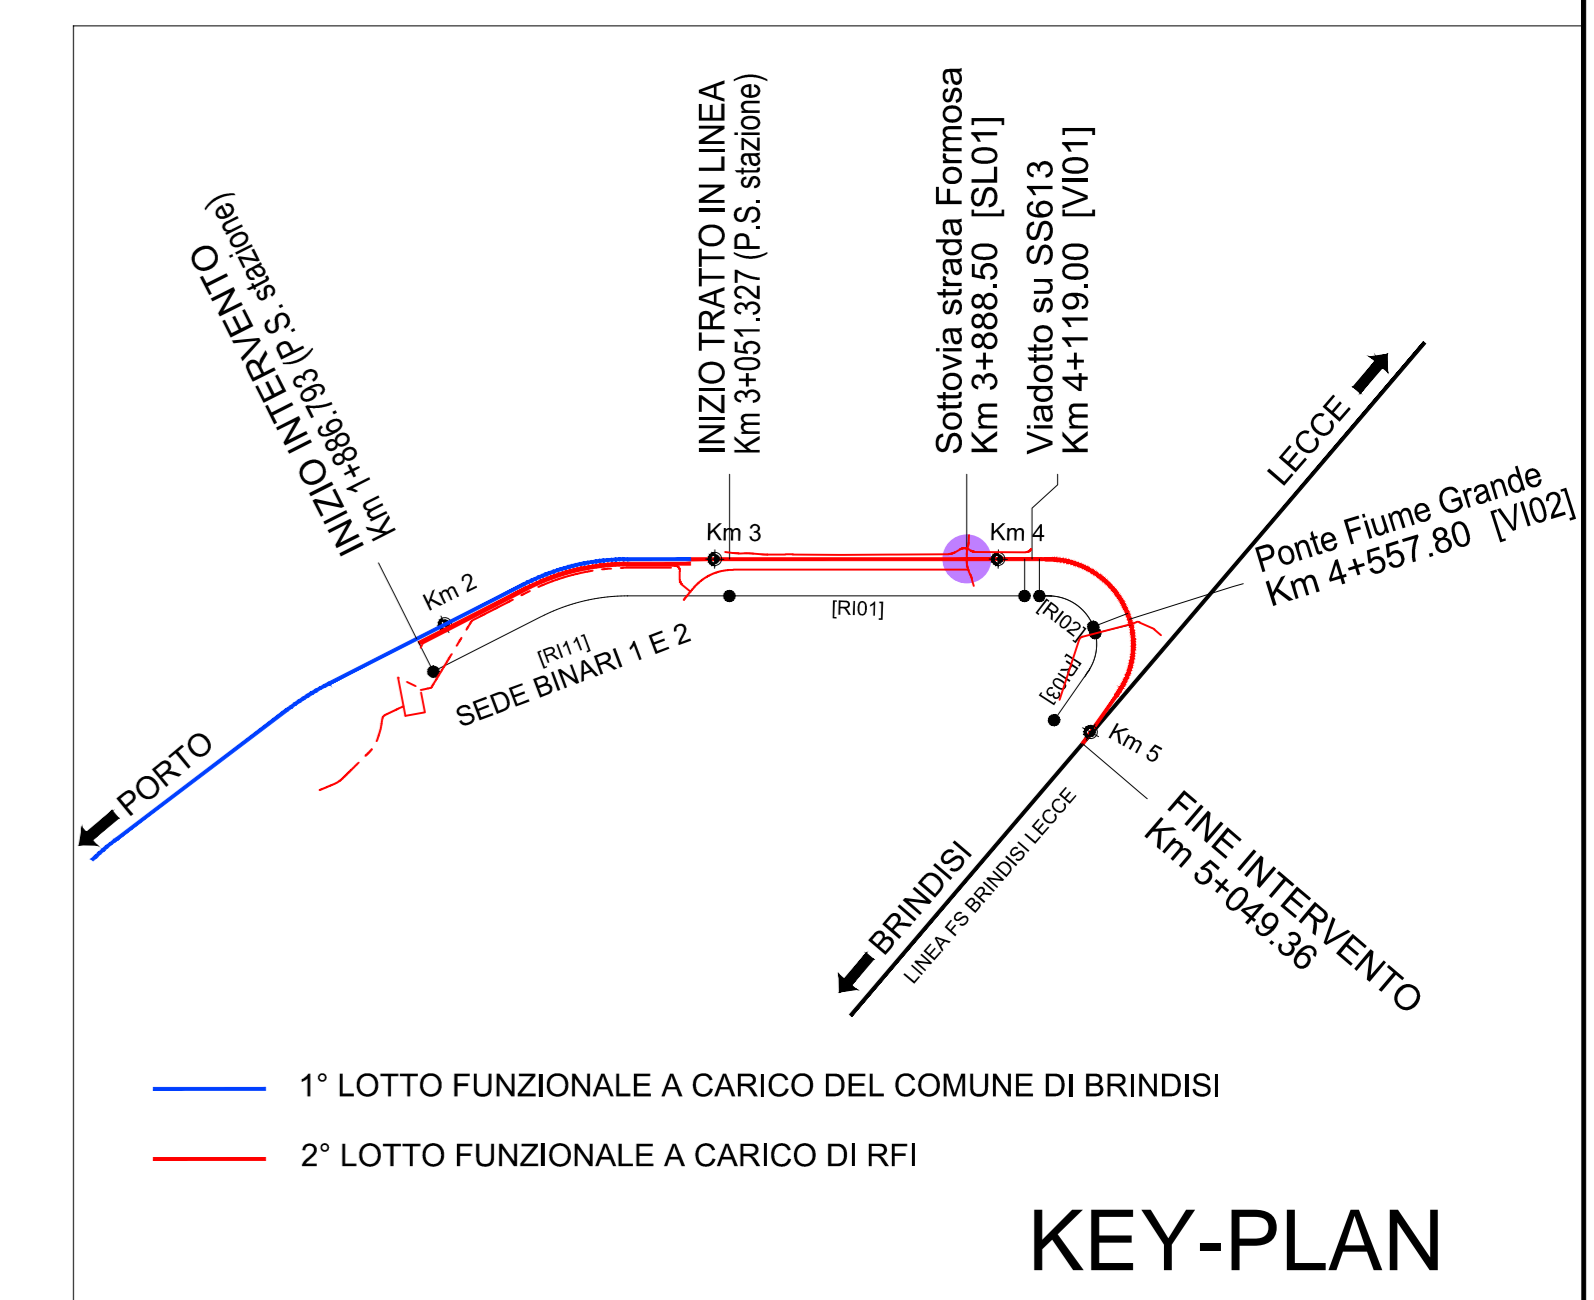 INIZIO INTERVENTO
Km 1+886.793 (P.S. stazione)
INIZIO TRATTO IN LINEA
Km 3+051.327 (P.S. stazione)
Sottovia strada Formosa
Km 3+888.50 [SL01]
Viadotto su SS613
Km 4+119.00 [VI01]
LECCE
Ponte Fiume Grande
Km 4+557.80 [VI02]
Km 2
Km 3
Km 4
[RI11]
SEDE BINARI 1 E 2
[RI01]
[RI02]
[RI03]
Km 5
PORTO
BRINDISI
LINEA FS BRINDISI LECCE
FINE INTERVENTO
Km 5+049.36
1° LOTTO FUNZIONALE A CARICO DEL COMUNE DI BRINDISI
2° LOTTO FUNZIONALE A CARICO DI RFI
KEY-PLAN